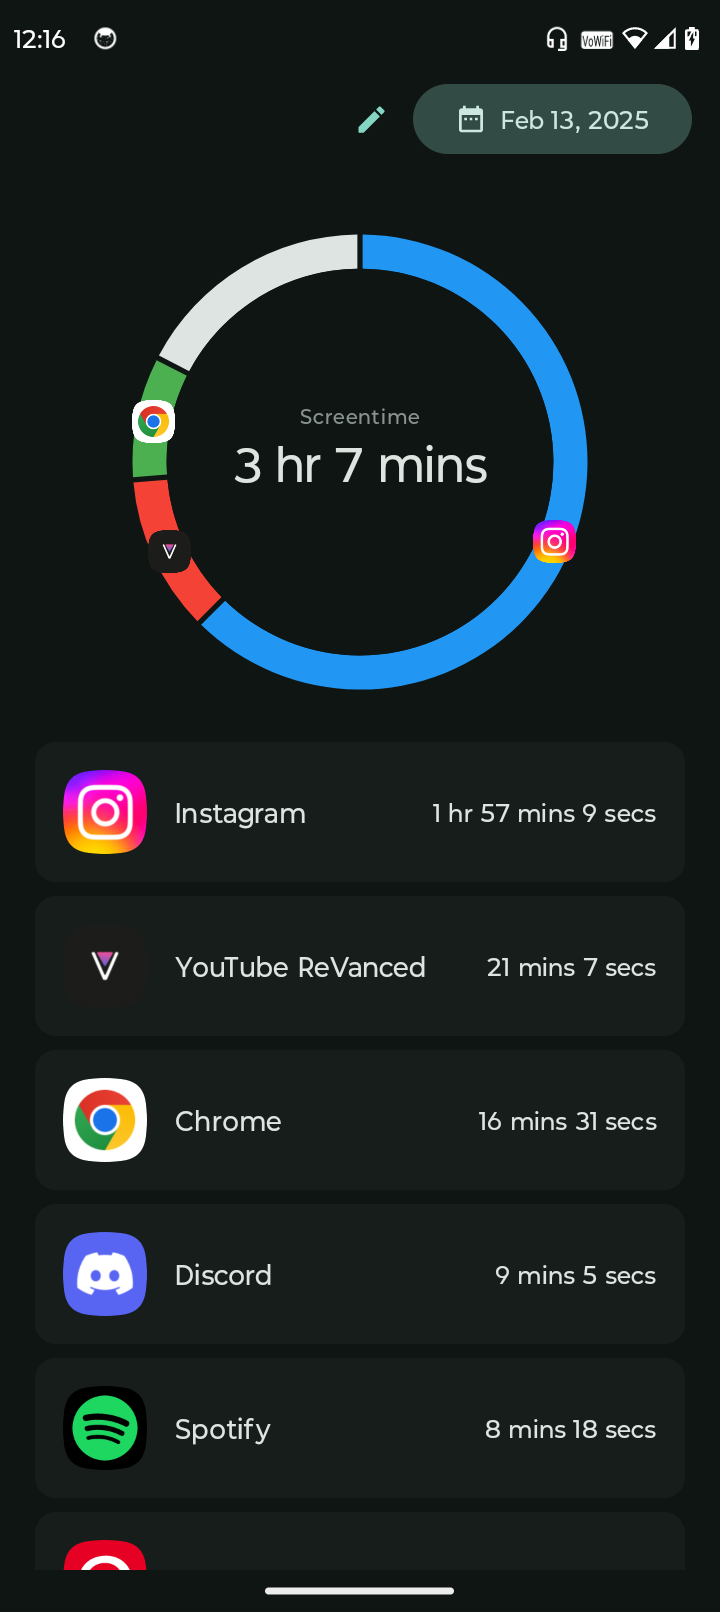 12:16 VoWiFi
Feb 13, 2025
Screentime
3 hr 7 mins
Instagram 1 hr 57 mins 9 secs
YouTube ReVanced 21 mins 7 secs
Chrome 16 mins 31 secs
Discord 9 mins 5 secs
Spotify 8 mins 18 secs